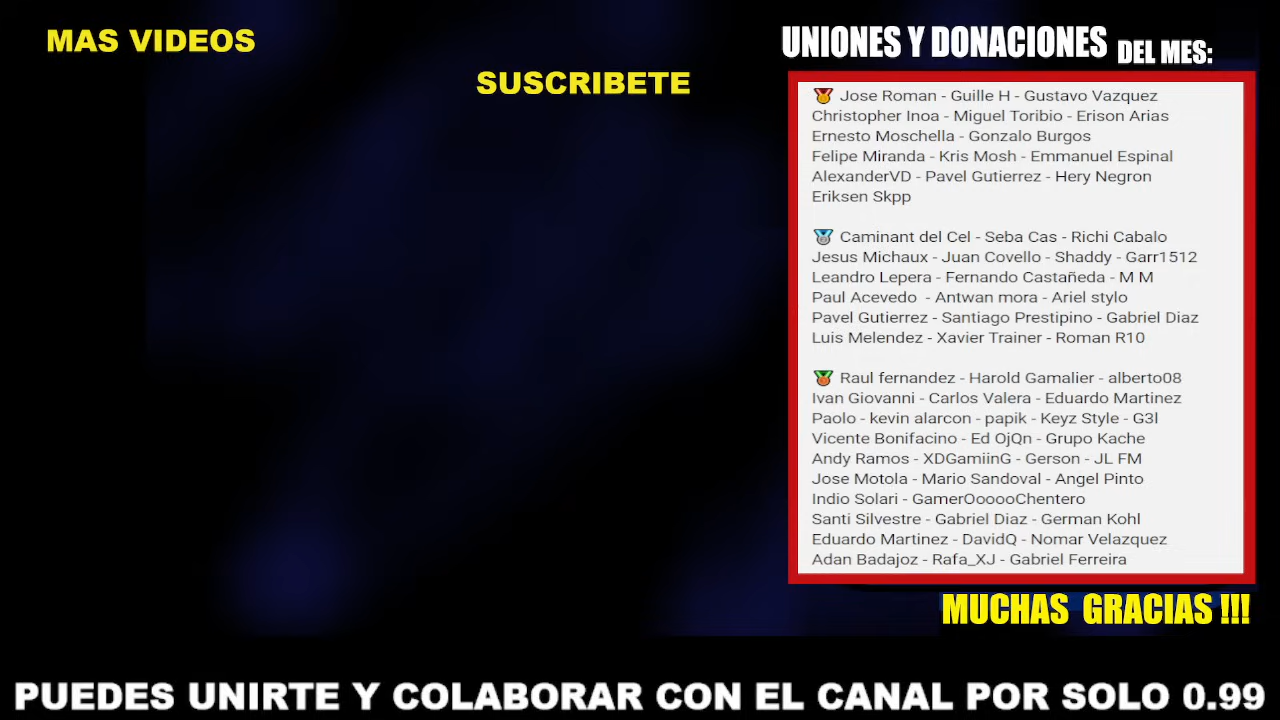 MAS VIDEOS
SUSCRIBETE
UNIONES Y DONACIONES DEL MES:
Jose Roman - Guille H - Gustavo Vazquez
Christopher Inoa - Miguel Toribio - Erison Arias
Ernesto Moschella - Gonzalo Burgos
Felipe Miranda - Kris Mosh - Emmanuel Espinal
AlexanderVD - Pavel Gutierrez - Hery Negron
Eriksen Skpp
Caminant del Cel - Seba Cas - Richi Cabalo
Jesus Michaux - Juan Covello - Shaddy - Garr1512
Leandro Lepera - Fernando Castañeda - M M
Paul Acevedo  - Antwan mora - Ariel stylo
Pavel Gutierrez - Santiago Prestipino - Gabriel Diaz
Luis Melendez - Xavier Trainer - Roman R10
Raul fernandez - Harold Gamalier - alberto08
Ivan Giovanni - Carlos Valera - Eduardo Martinez
Paolo - kevin alarcon - papik - Keyz Style - G3l
Vicente Bonifacino - Ed OjQn - Grupo Kache
Andy Ramos - XDGamiinG - Gerson - JL FM
Jose Motola - Mario Sandoval - Angel Pinto
Indio Solari - GamerOooooChentero
Santi Silvestre - Gabriel Diaz - German Kohl
Eduardo Martinez - DavidQ - Nomar Velazquez
Adan Badajoz - Rafa_XJ - Gabriel Ferreira
MUCHAS GRACIAS !!!
PUEDES UNIRTE Y COLABORAR CON EL CANAL POR SOLO 0.99